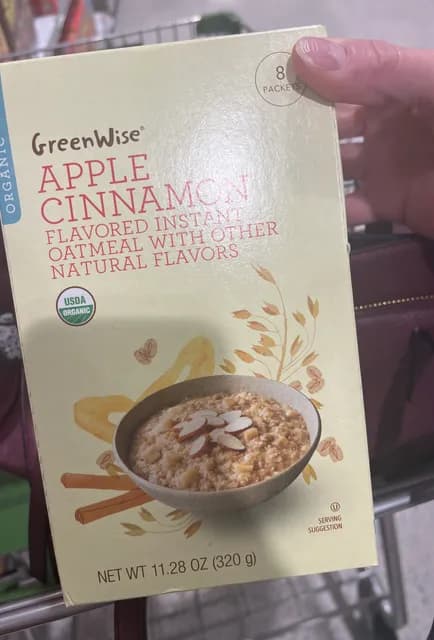 8
PACKETS
ORGANIC
GreenWise®
APPLE
CINNAMON
FLAVORED INSTANT
OATMEAL WITH OTHER
NATURAL FLAVORS
USDA
ORGANIC
U
SERVING
SUGGESTION
NET WT 11.28 OZ (320 g)